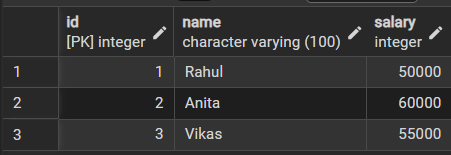 id name salary
[PK] integer character varying (100) integer
1 1 Rahul 50000
2 2 Anita 60000
3 3 Vikas 55000